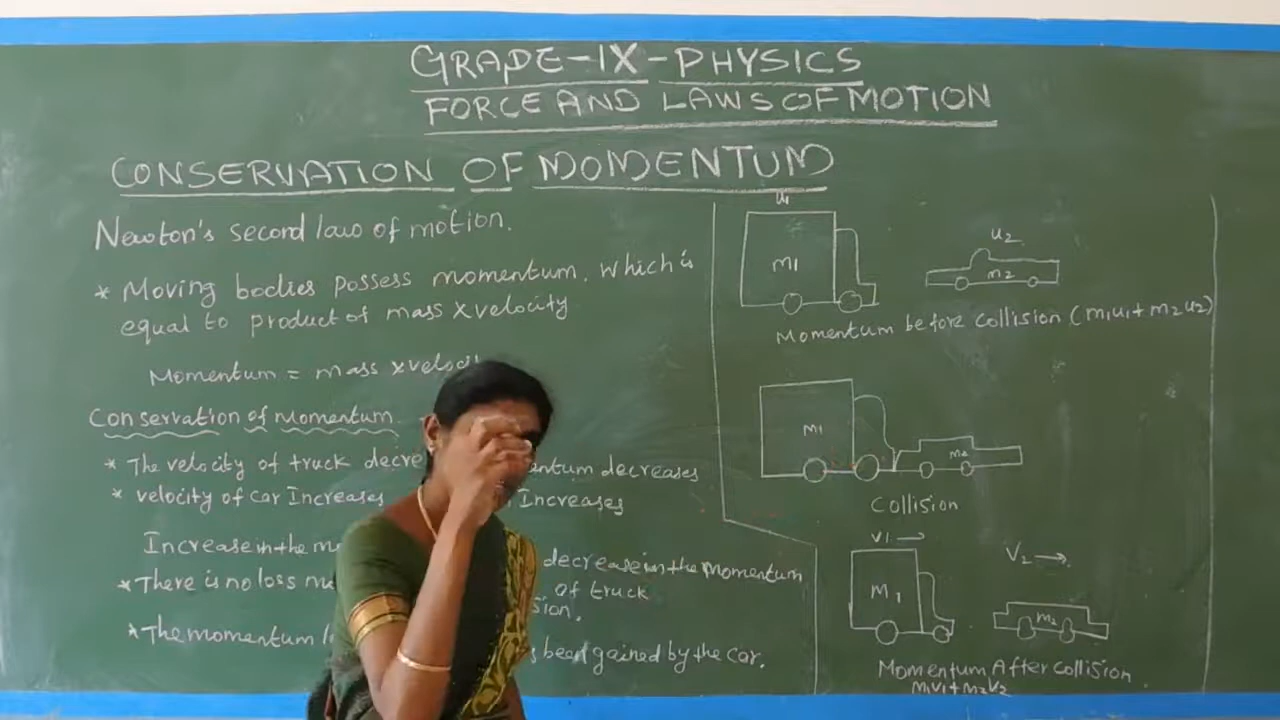 GRADE-IX-PHYSICS
FORCE AND LAWS OF MOTION
CONSERVATION OF MOMENTUM
Newton's second law of motion.
* Moving bodies possess momentum. Which is
equal to product of mass x velocity
Momentum = mass x veloci
Conservation of Momentum
* The velocity of truck decre entum decreases
* velocity of car Increases Increases
Increase in the m decrease in the momentum
of truck
* There is no loss m sion.
* The momentum l s been gained by the car.
u1
m1
u2
m2
Momentum before collision (m1u1 + m2u2)
m1
m2
Collision
V1 →
V2 →
M1
m2
Momentum After collision
m1v1 + m2v2